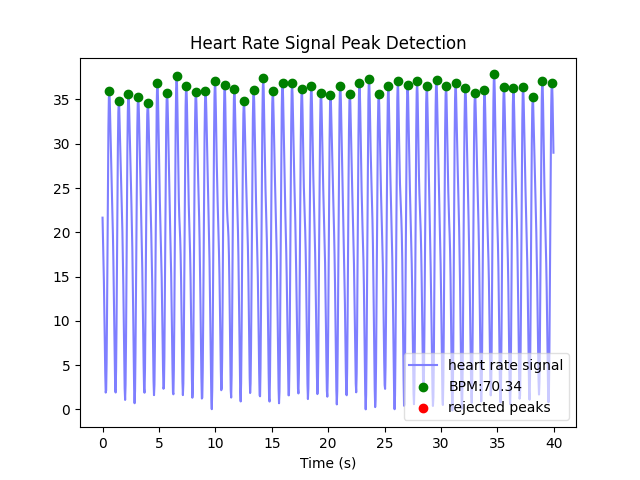 Heart Rate Signal Peak Detection
35
30
25
20
15
10
5
0
heart rate signal
BPM:70.34
rejected peaks
0 5 10 15 20 25 30 35 40
Time (s)